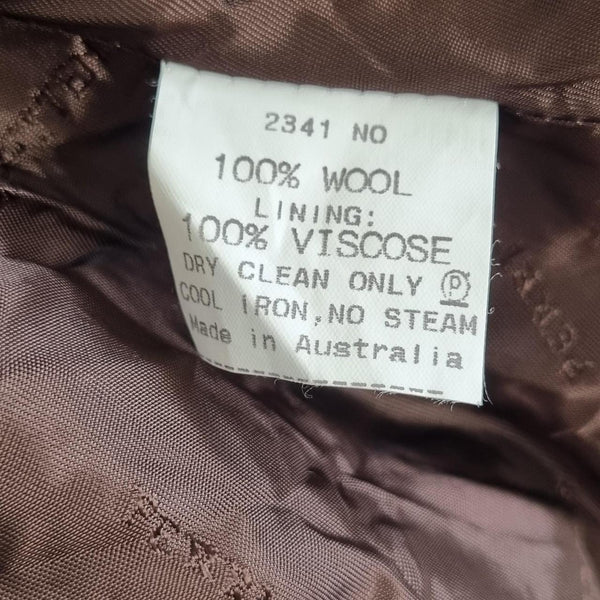 2341 NO
100% WOOL
LINING:
100% VISCOSE
DRY CLEAN ONLY Ⓟ
COOL IRON, NO STEAM
Made in Australia